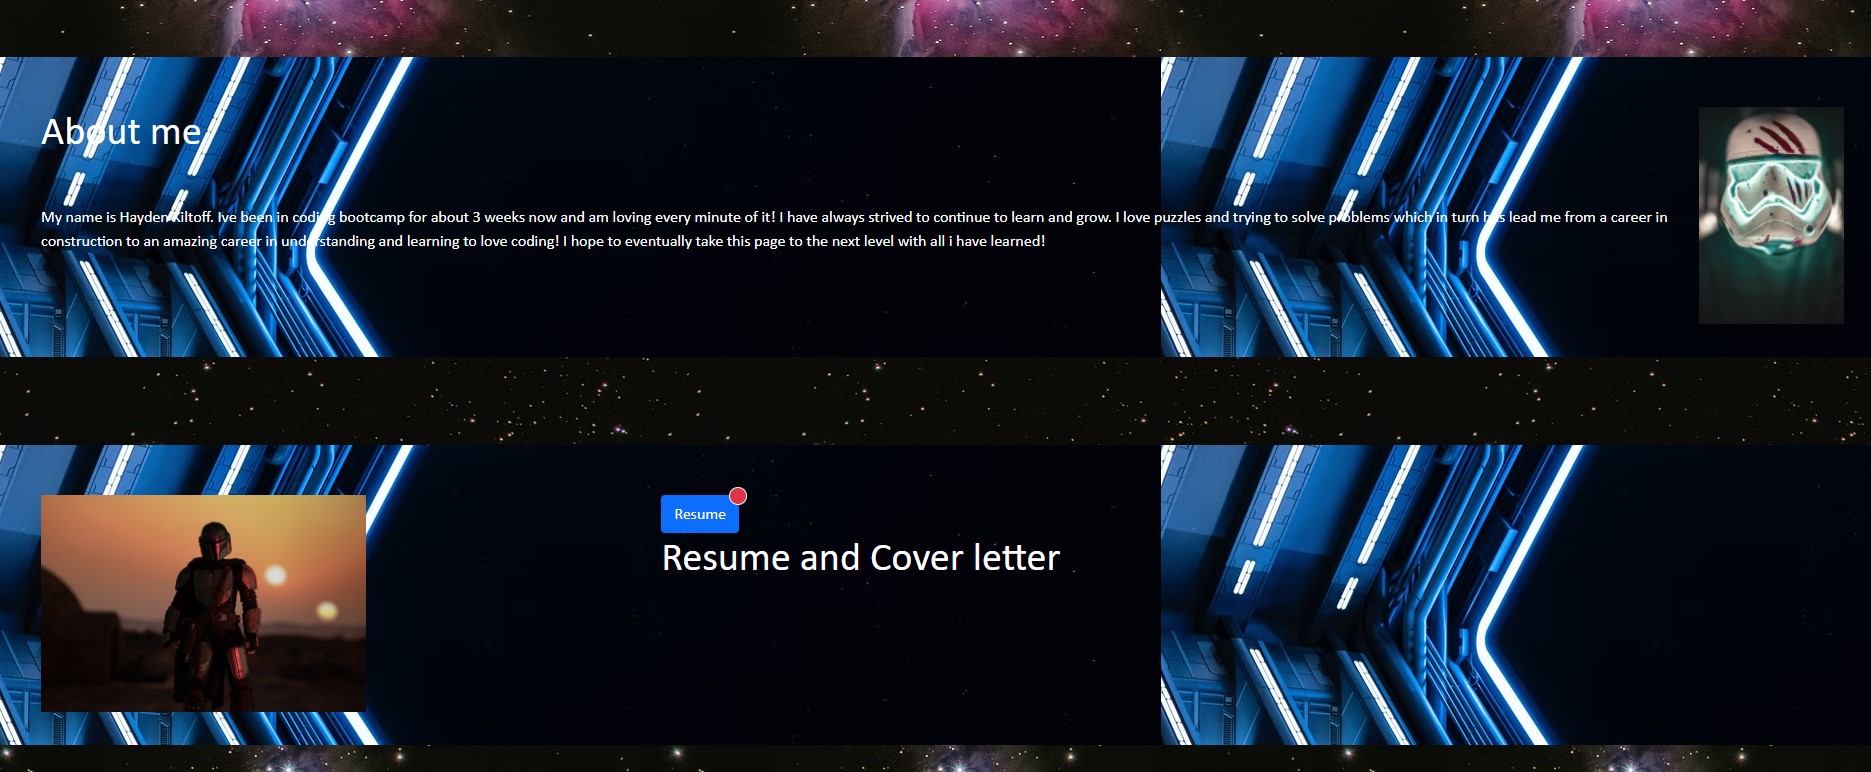 About me
My name is Hayden Kiltoff. Ive been in coding bootcamp for about 3 weeks now and am loving every minute of it! I have always strived to continue to learn and grow. I love puzzles and trying to solve problems which in turn has lead me from a career in
construction to an amazing career in understanding and learning to love coding! I hope to eventually take this page to the next level with all i have learned!
Resume
Resume and Cover letter